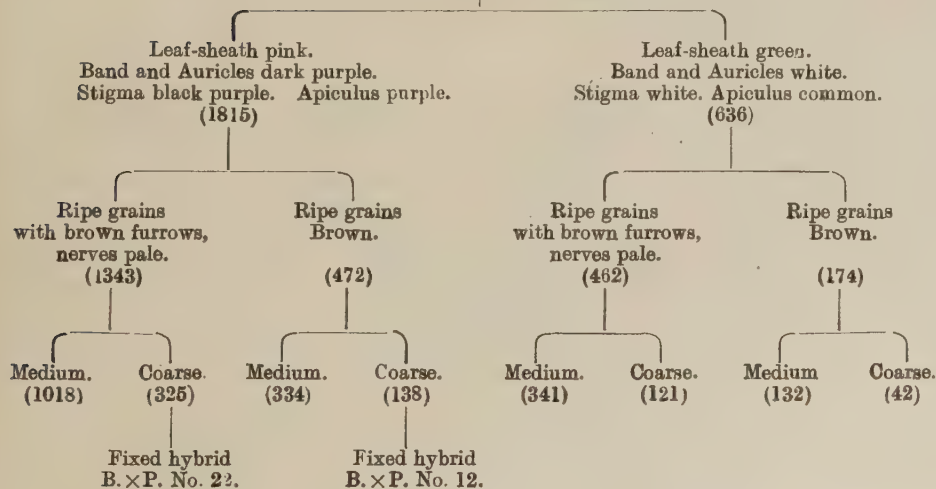 Leaf-sheath pink.
Band and Auricles dark purple.
Stigma black purple. Apiculus purple.
(1815)
Leaf-sheath green.
Band and Auricles white.
Stigma white. Apiculus common.
(636)
Ripe grains
with brown furrows,
nerves pale.
(1343)
Ripe grains
Brown.
(472)
Ripe grains
with brown furrows,
nerves pale.
(462)
Ripe grains
Brown.
(174)
Medium.
(1018)
Coarse.
(325)
Medium.
(334)
Coarse.
(138)
Medium.
(341)
Coarse.
(121)
Medium
(132)
Coarse.
(42)
Fixed hybrid
B.×P. No. 22.
Fixed hybrid
B.×P. No. 12.